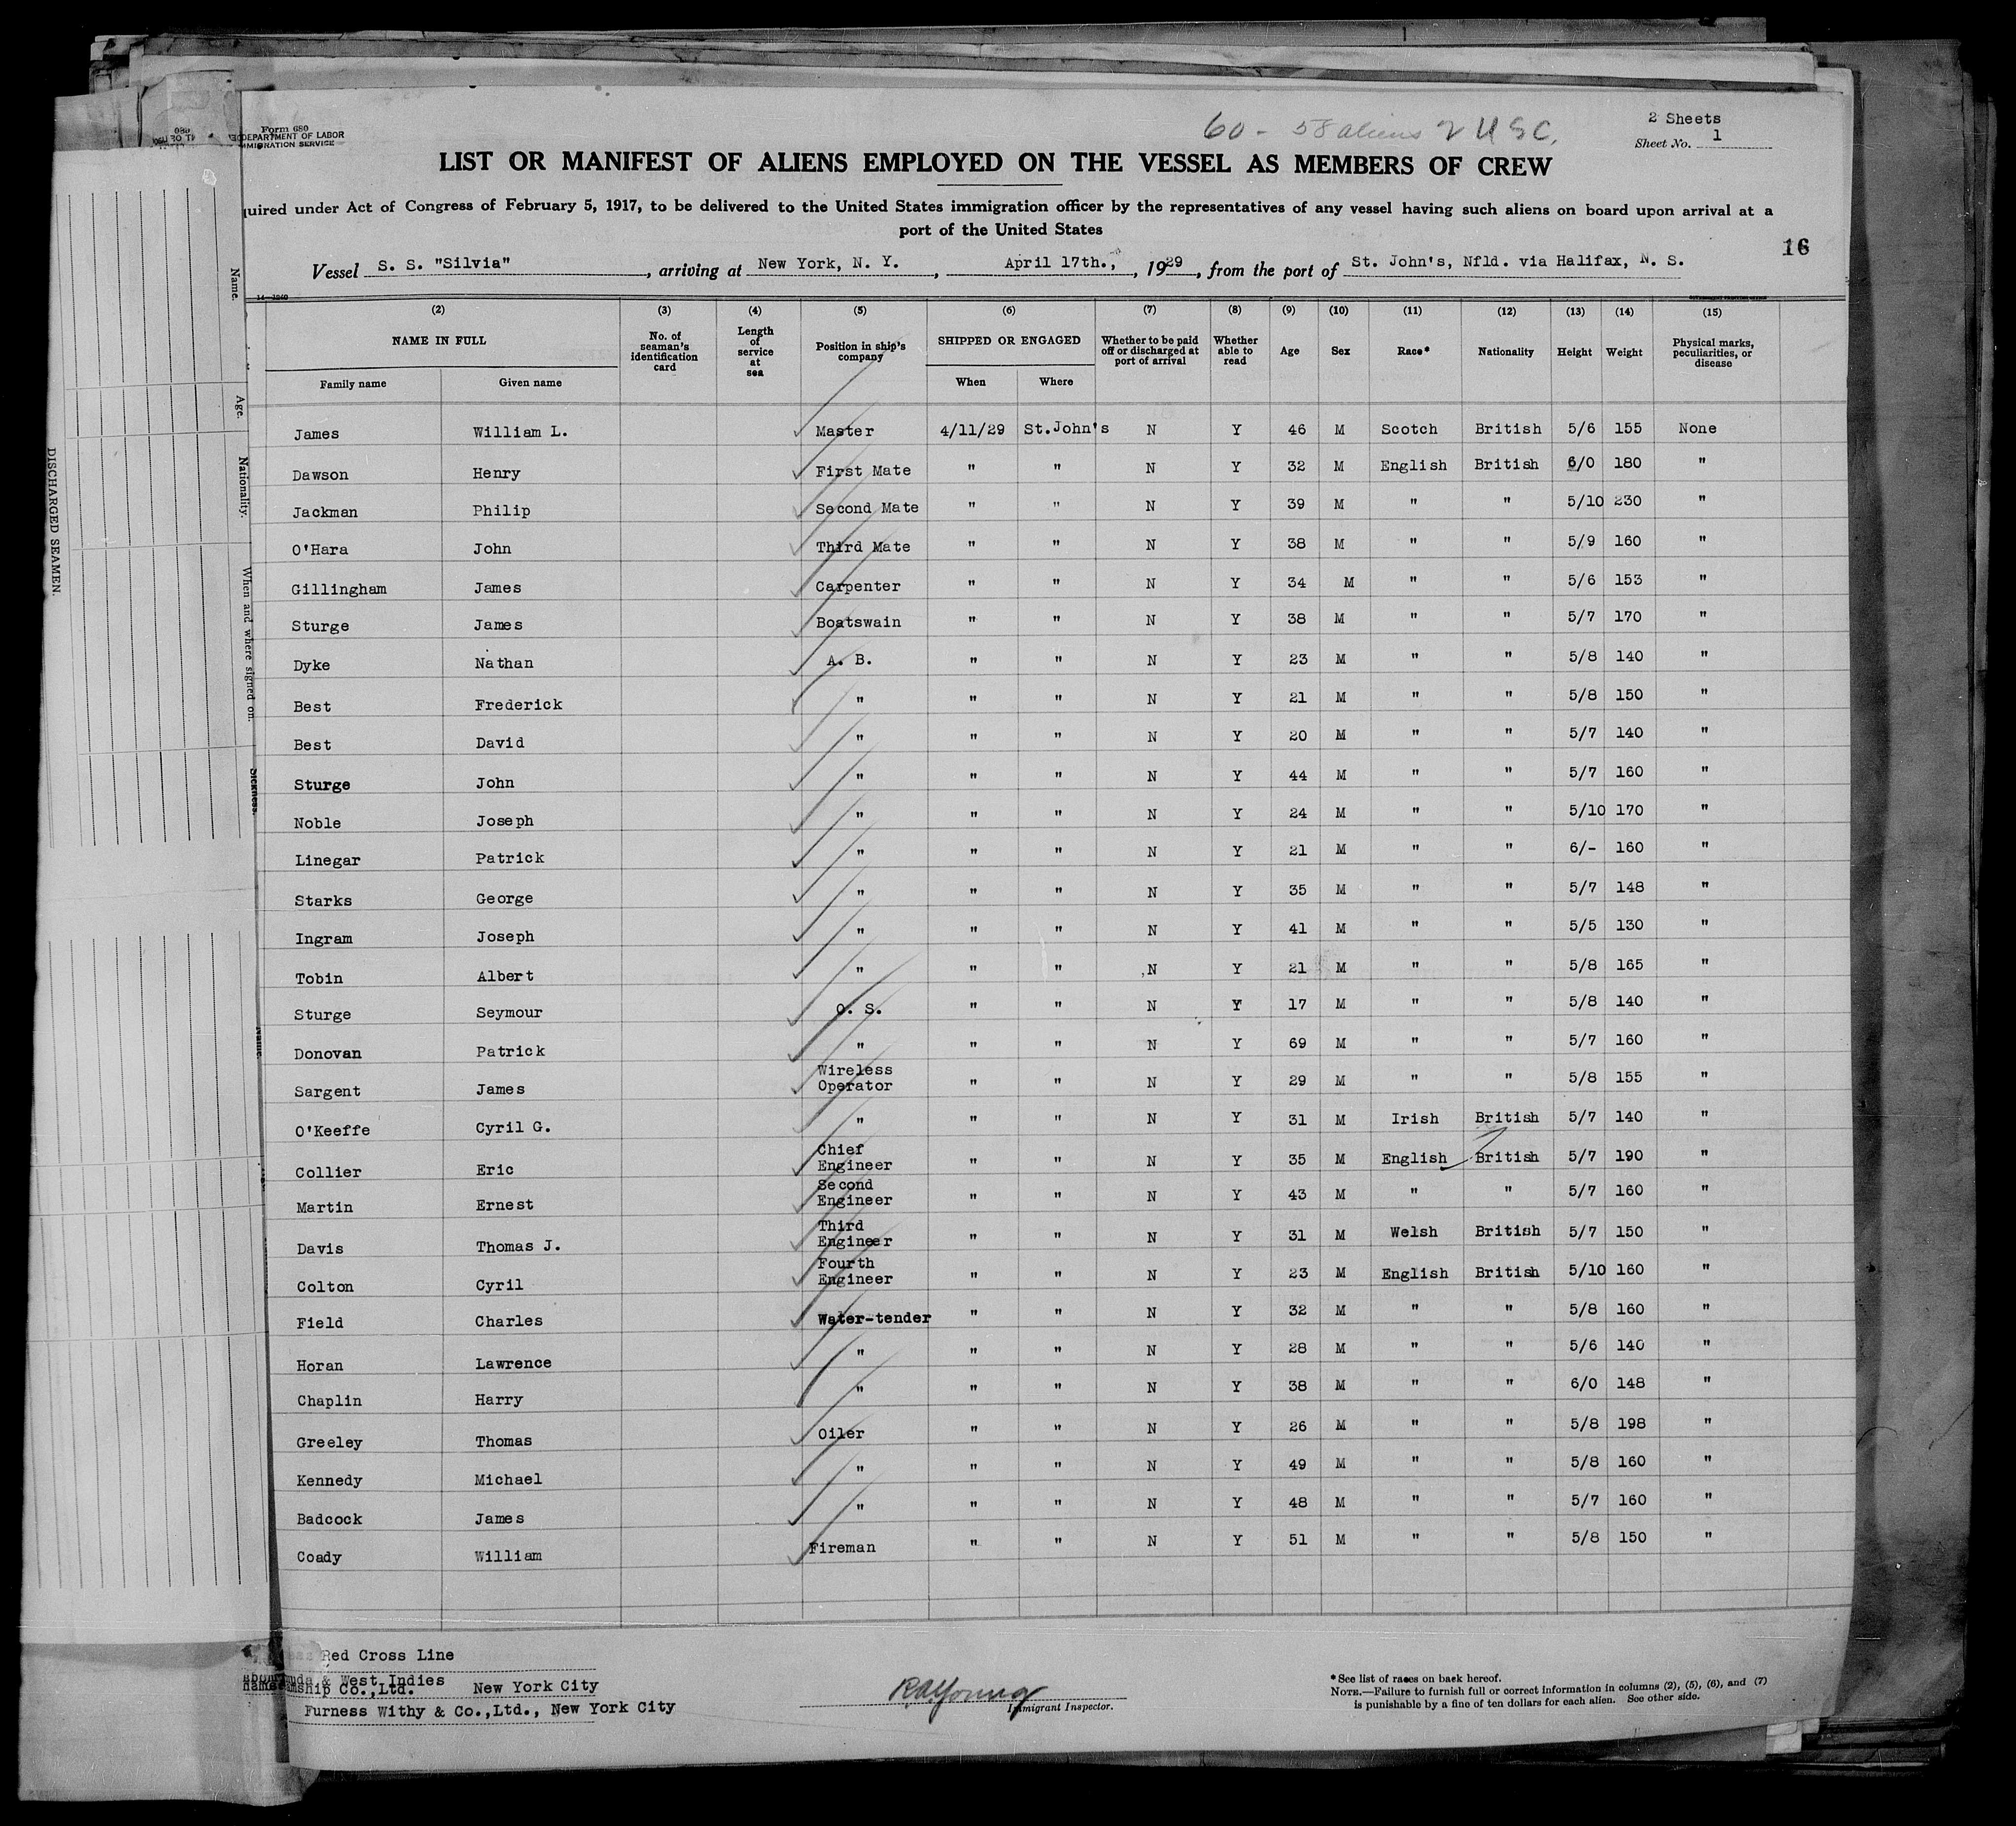 Form 680
DEPARTMENT OF LABOR
IMMIGRATION SERVICE
60 - 58 aliens 2 USC.
2 Sheets
Sheet No. 1
LIST OR MANIFEST OF ALIENS EMPLOYED ON THE VESSEL AS MEMBERS OF CREW
quired under Act of Congress of February 5, 1917, to be delivered to the United States immigration officer by the representatives of any vessel having such aliens on board upon arrival at a
port of the United States
16
Vessel S. S. "Silvia", arriving at New York, N. Y., April 17th., 1929, from the port of St. John's, Nfld. via Halifax, N. S.
14—1240
(2) (3) (4) (5) (6) (7) (8) (9) (10) (11) (12) (13) (14) (15)
NAME IN FULL No. of seaman's identification card Length of service at sea Position in ship's company SHIPPED OR ENGAGED Whether to be paid off or discharged at port of arrival Whether able to read Age Sex Race* Nationality Height Weight Physical marks, peculiarities, or disease
Family name Given name When Where
James William L. Master 4/11/29 St.John's N Y 46 M Scotch British 5/6 155 None
Dawson Henry First Mate " " N Y 32 M English British 6/0 180 "
Jackman Philip Second Mate " " N Y 39 M " " 5/10 230 "
O'Hara John Third Mate " " N Y 38 M " " 5/9 160 "
Gillingham James Carpenter " " N Y 34 M " " 5/6 153 "
Sturge James Boatswain " " N Y 38 M " " 5/7 170 "
Dyke Nathan A. B. " " N Y 23 M " " 5/8 140 "
Best Frederick " " " N Y 21 M " " 5/8 150 "
Best David " " " N Y 20 M " " 5/7 140 "
Sturge John " " " N Y 44 M " " 5/7 160 "
Noble Joseph " " " N Y 24 M " " 5/10 170 "
Linegar Patrick " " " N Y 21 M " " 6/- 160 "
Starks George " " " N Y 35 M " " 5/7 148 "
Ingram Joseph " " " N Y 41 M " " 5/5 130 "
Tobin Albert " " " N Y 21 M " " 5/8 165 "
Sturge Seymour O. S. " " N Y 17 M " " 5/8 140 "
Donovan Patrick " " " N Y 69 M " " 5/7 160 "
Sargent James Wireless Operator " " N Y 29 M " " 5/8 155 "
O'Keeffe Cyril G. " " " N Y 31 M Irish British 5/7 140 "
Collier Eric Chief Engineer " " N Y 35 M English British 5/7 190 "
Martin Ernest Second Engineer " " N Y 43 M " " 5/7 160 "
Davis Thomas J. Third Engineer " " N Y 31 M Welsh British 5/7 150 "
Colton Cyril Fourth Engineer " " N Y 23 M English British 5/10 160 "
Field Charles Water-tender " " N Y 32 M " " 5/8 160 "
Horan Lawrence " " " N Y 28 M " " 5/6 140 "
Chaplin Harry " " " N Y 38 M " " 6/0 148 "
Greeley Thomas Oiler " " N Y 26 M " " 5/8 198 "
Kennedy Michael " " " N Y 49 M " " 5/8 160 "
Badcock James " " " N Y 48 M " " 5/7 160 "
Coady William Fireman " " N Y 51 M " " 5/8 150 "
Red Cross Line
& West Indies
ship Co.,Ltd. New York City
Furness Withy & Co.,Ltd., New York City
RAYoung
Immigrant Inspector.
*See list of races on back hereof.
NOTE.—Failure to furnish full or correct information in columns (2), (5), (6), and (7)
is punishable by a fine of ten dollars for each alien. See other side.
DISCHARGED SEAMEN.
Name.
Age.
Nationality.
When and where signed on.
Sickness.